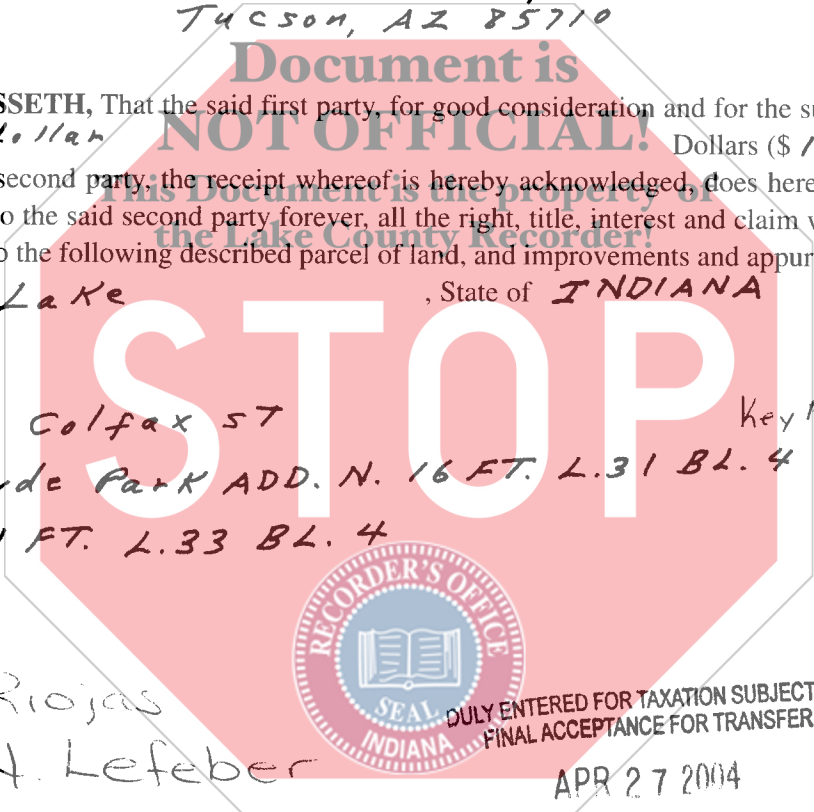 Tucson, AZ 85710
Document is
SSETH, That the said first party, for good consideration and for the su
dollar Dollars ($ 1
NOT OFFICIAL!
second party, the receipt whereof is hereby acknowledged, does here
This Document is the property of
o the said second party forever, all the right, title, interest and claim
the Lake County Recorder!
o the following described parcel of land, and improvements and appur
Lake , State of INDIANA
STOP
Colfax ST Key
de Park ADD. N. 16 FT. L.31 BL. 4
FT. L.33 BL. 4
RECORDER'S OFFICE
SEAL
INDIANA
Riojas
DULY ENTERED FOR TAXATION SUBJECT
FINAL ACCEPTANCE FOR TRANSFER
H. Lefeber
APR 27 2004